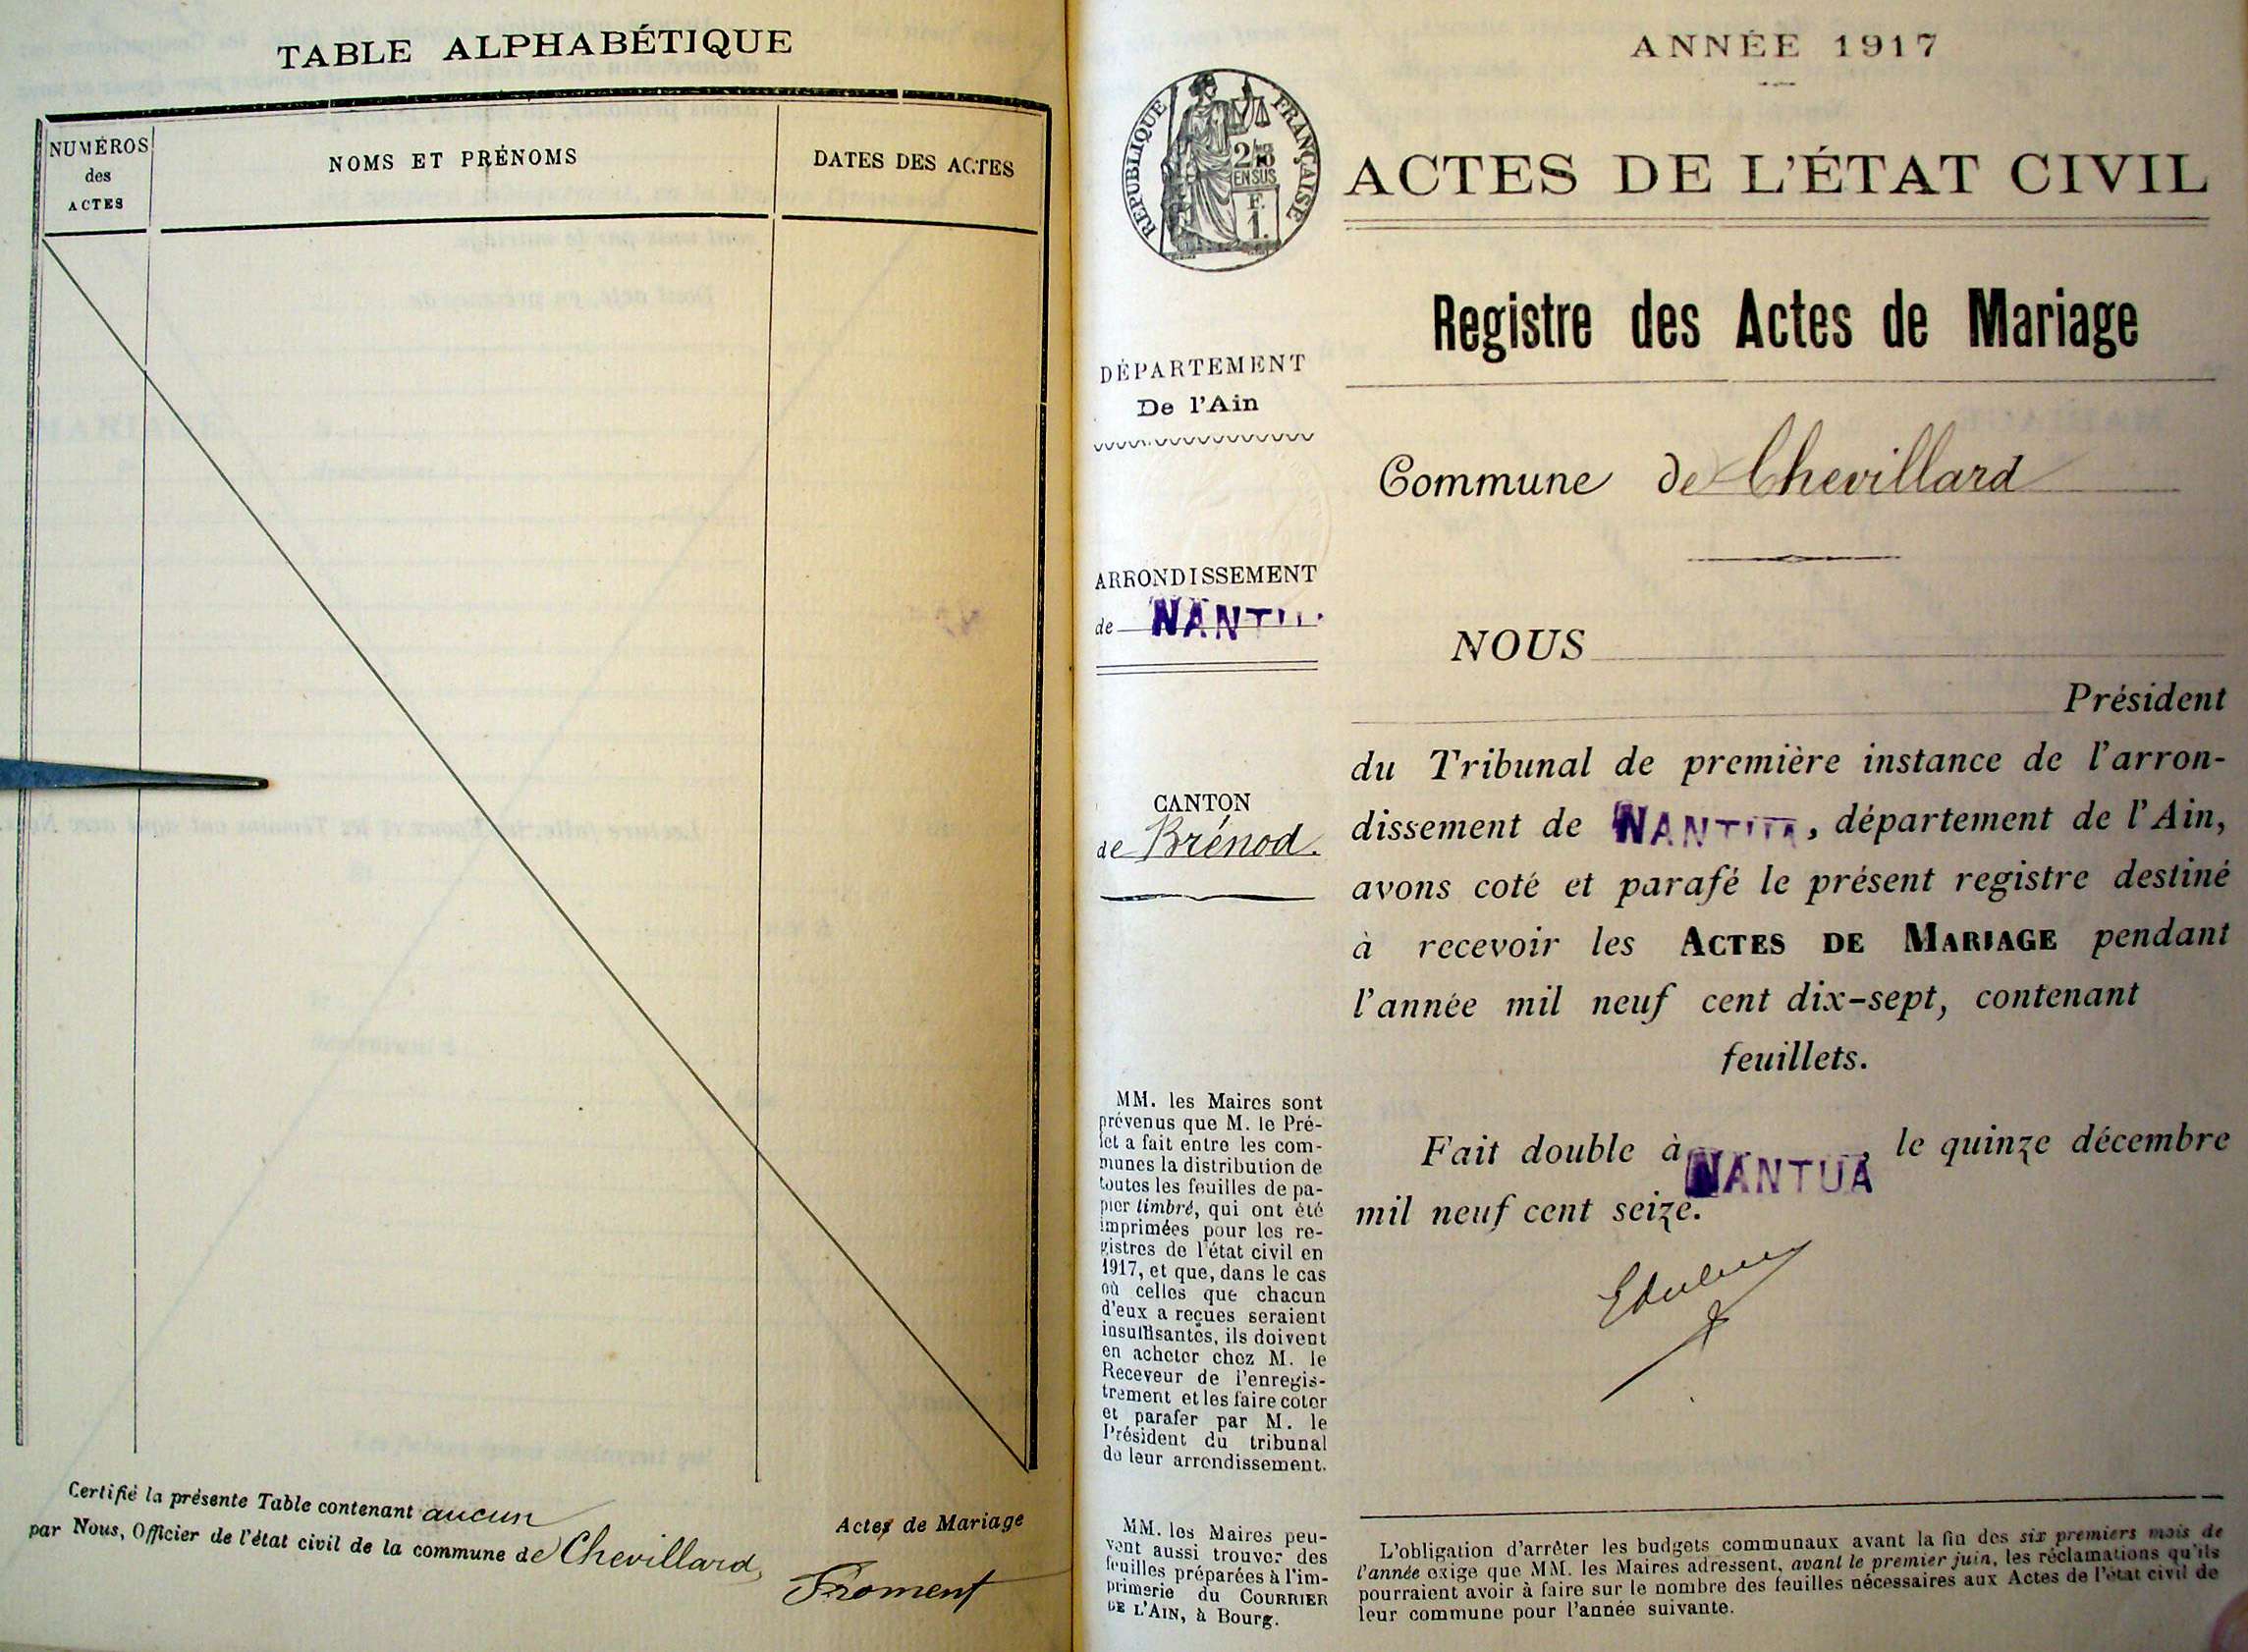 TABLE ALPHABÉTIQUE
NUMÉROS
des
ACTES
NOMS ET PRÉNOMS
DATES DES ACTES
Certifié la présente Table contenant aucun
Actes de Mariage
par Nous, Officier de l'état civil de la commune de Chevillard,
Froment
ANNÉE 1917
RÉPUBLIQUE FRANÇAISE
2/10
EN SUS
F.
1.
ACTES DE L'ÉTAT CIVIL
Registre des Actes de Mariage
DÉPARTEMENT
De l'Ain
Commune de Chevillard
ARRONDISSEMENT
de NANTUA
CANTON
de Brénod.
NOUS
Président
du Tribunal de première instance de l'arron-
dissement de NANTUA, département de l'Ain,
avons coté et parafé le présent registre destiné
à recevoir les ACTES DE MARIAGE pendant
l'année mil neuf cent dix-sept, contenant
feuillets.
Fait double à NANTUA, le quinze décembre
mil neuf cent seize.
MM. les Maires sont
prévenus que M. le Pré-
fet a fait entre les com-
munes la distribution de
toutes les feuilles de pa-
pier timbré, qui ont été
imprimées pour les re-
gistres de l'état civil en
1917, et que, dans le cas
où celles que chacun
d'eux a reçues seraient
insuffisantes, ils doivent
en acheter chez M. le
Receveur de l'enregis-
trement et les faire coter
et parafer par M. le
Président du tribunal
de leur arrondissement.
MM. les Maires peu-
vent aussi trouver des
feuilles préparées à l'im-
primerie du COURRIER
DE L'AIN, à Bourg.
L'obligation d'arrêter les budgets communaux avant la fin des six premiers mois de
l'année exige que MM. les Maires adressent, avant le premier juin, les réclamations qu'ils
pourraient avoir à faire sur le nombre des feuilles nécessaires aux Actes de l'état civil de
leur commune pour l'année suivante.